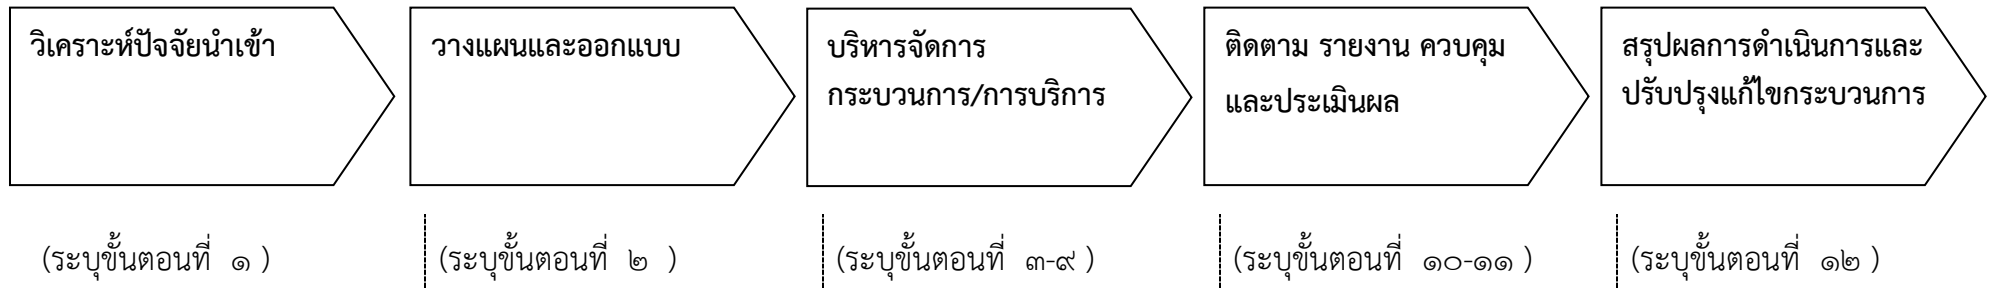 วิเคราะห์ปัจจัยนำเข้า
วางแผนและออกแบบ
บริหารจัดการ
กระบวนการ/การบริการ
ติดตาม รายงาน ควบคุม
และประเมินผล
สรุปผลการดำเนินการและ
ปรับปรุงแก้ไขกระบวนการ
(ระบุขั้นตอนที่ ๑ )
(ระบุขั้นตอนที่ ๒ )
(ระบุขั้นตอนที่ ๓-๙ )
(ระบุขั้นตอนที่ ๑๐-๑๑ )
(ระบุขั้นตอนที่ ๑๒ )